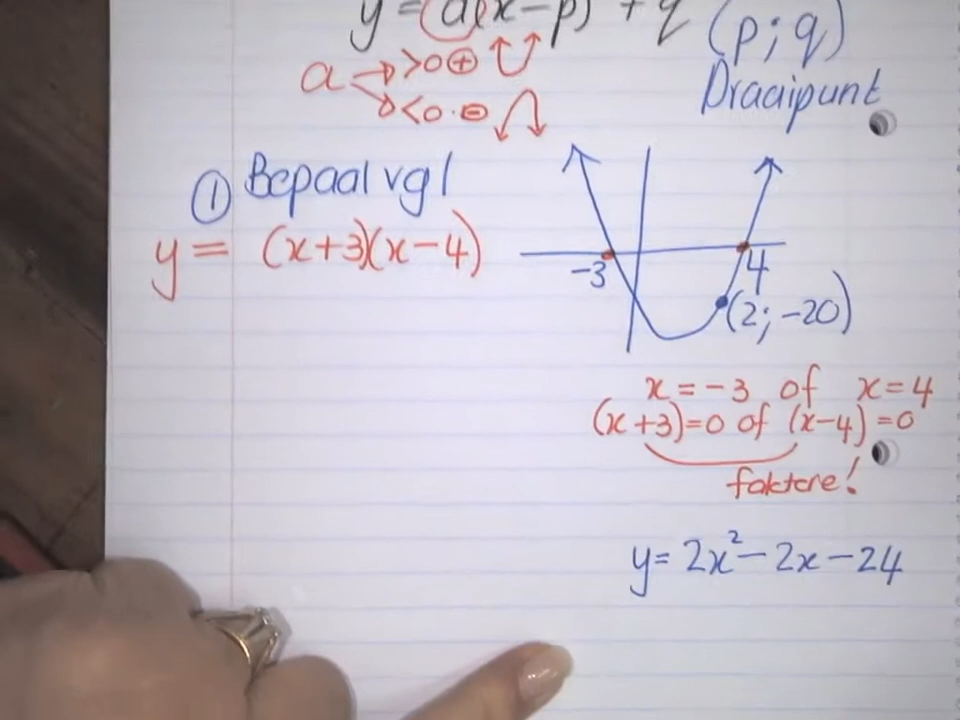 y = a(x-p) + q (p; q)
a → >0 ⊕
Draaipunt
→ <0 . ⊖
① Bepaal vgl
y = (x+3)(x-4)
-3
4
(2; -20)
x = -3 of x = 4
(x+3)=0 of (x-4)=0
faktore!
y = 2x² - 2x - 24